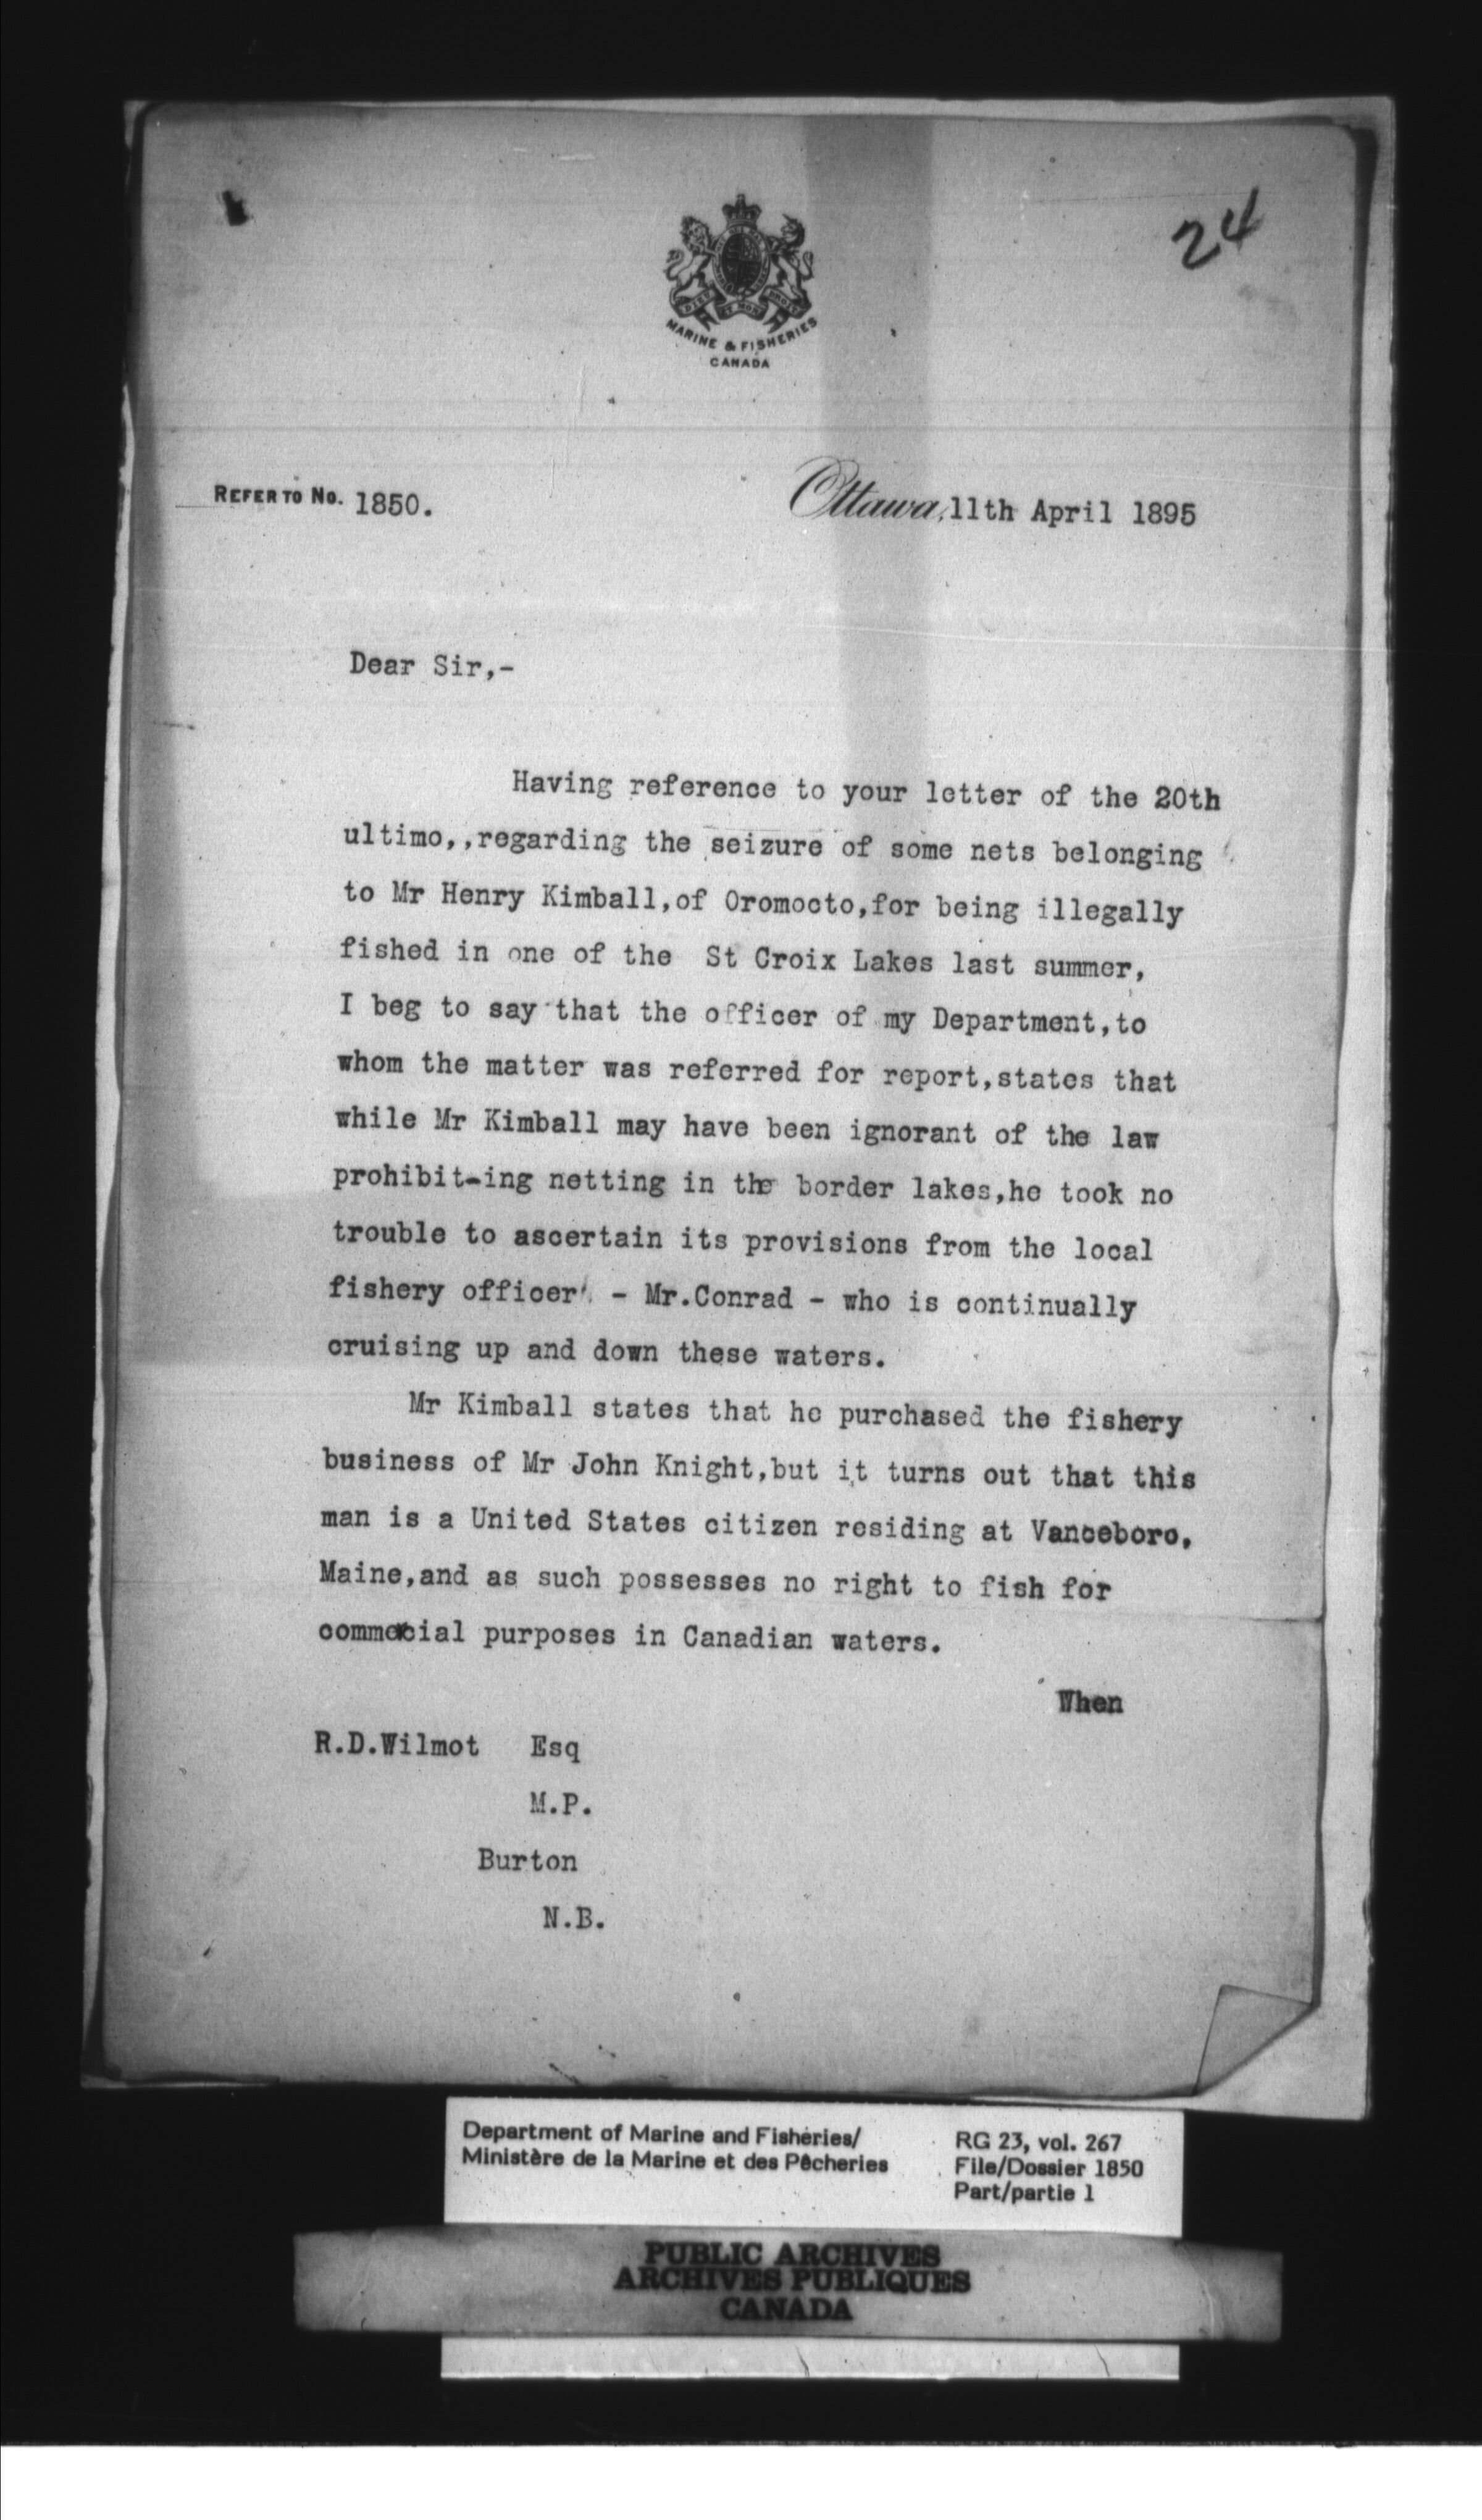 24
DIEU ET MON DROIT
MARINE & FISHERIES
CANADA
REFER TO No. 1850.
Ottawa, 11th April 1895
Dear Sir,-
Having reference to your letter of the 20th
ultimo,,regarding the seizure of some nets belonging
to Mr Henry Kimball,of Oromocto,for being illegally
fished in one of the St Croix Lakes last summer,
I beg to say that the officer of my Department,to
whom the matter was referred for report,states that
while Mr Kimball may have been ignorant of the law
prohibit-ing netting in the border lakes,he took no
trouble to ascertain its provisions from the local
fishery officer - Mr.Conrad - who is continually
cruising up and down these waters.
Mr Kimball states that he purchased the fishery
business of Mr John Knight,but it turns out that this
man is a United States citizen residing at Vanceboro,
Maine,and as such possesses no right to fish for
commecial purposes in Canadian waters.
When
R.D.Wilmot Esq
M.P.
Burton
N.B.
Department of Marine and Fisheries/
Ministère de la Marine et des Pêcheries
RG 23, vol. 267
File/Dossier 1850
Part/partie 1
PUBLIC ARCHIVES
ARCHIVES PUBLIQUES
CANADA